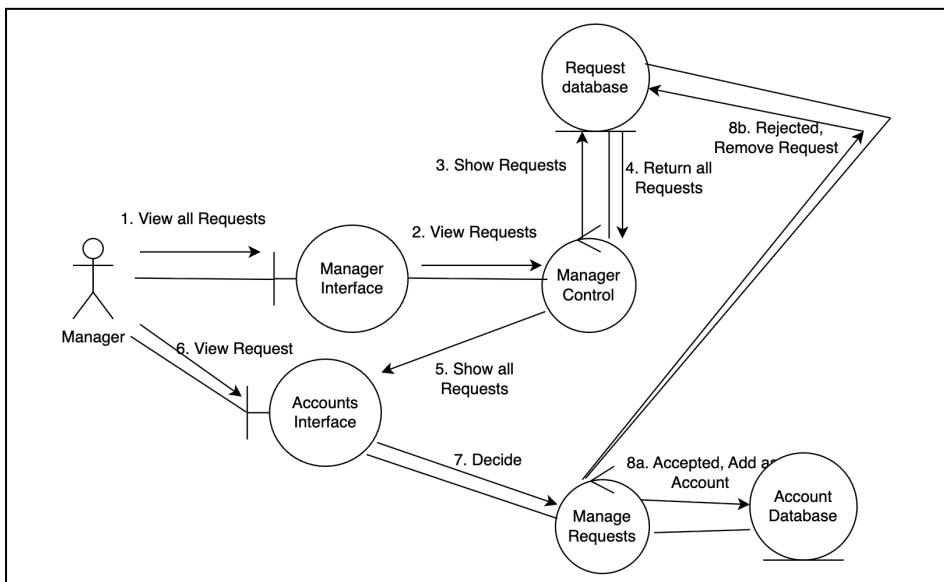 Request
database
8b. Rejected,
Remove Request
3. Show Requests
4. Return all
Requests
1. View all Requests
2. View Requests
Manager
Interface
Manager
Control
Manager
6. View Request
5. Show all
Requests
Accounts
Interface
7. Decide
8a. Accepted, Add as
Account
Account
Database
Manage
Requests